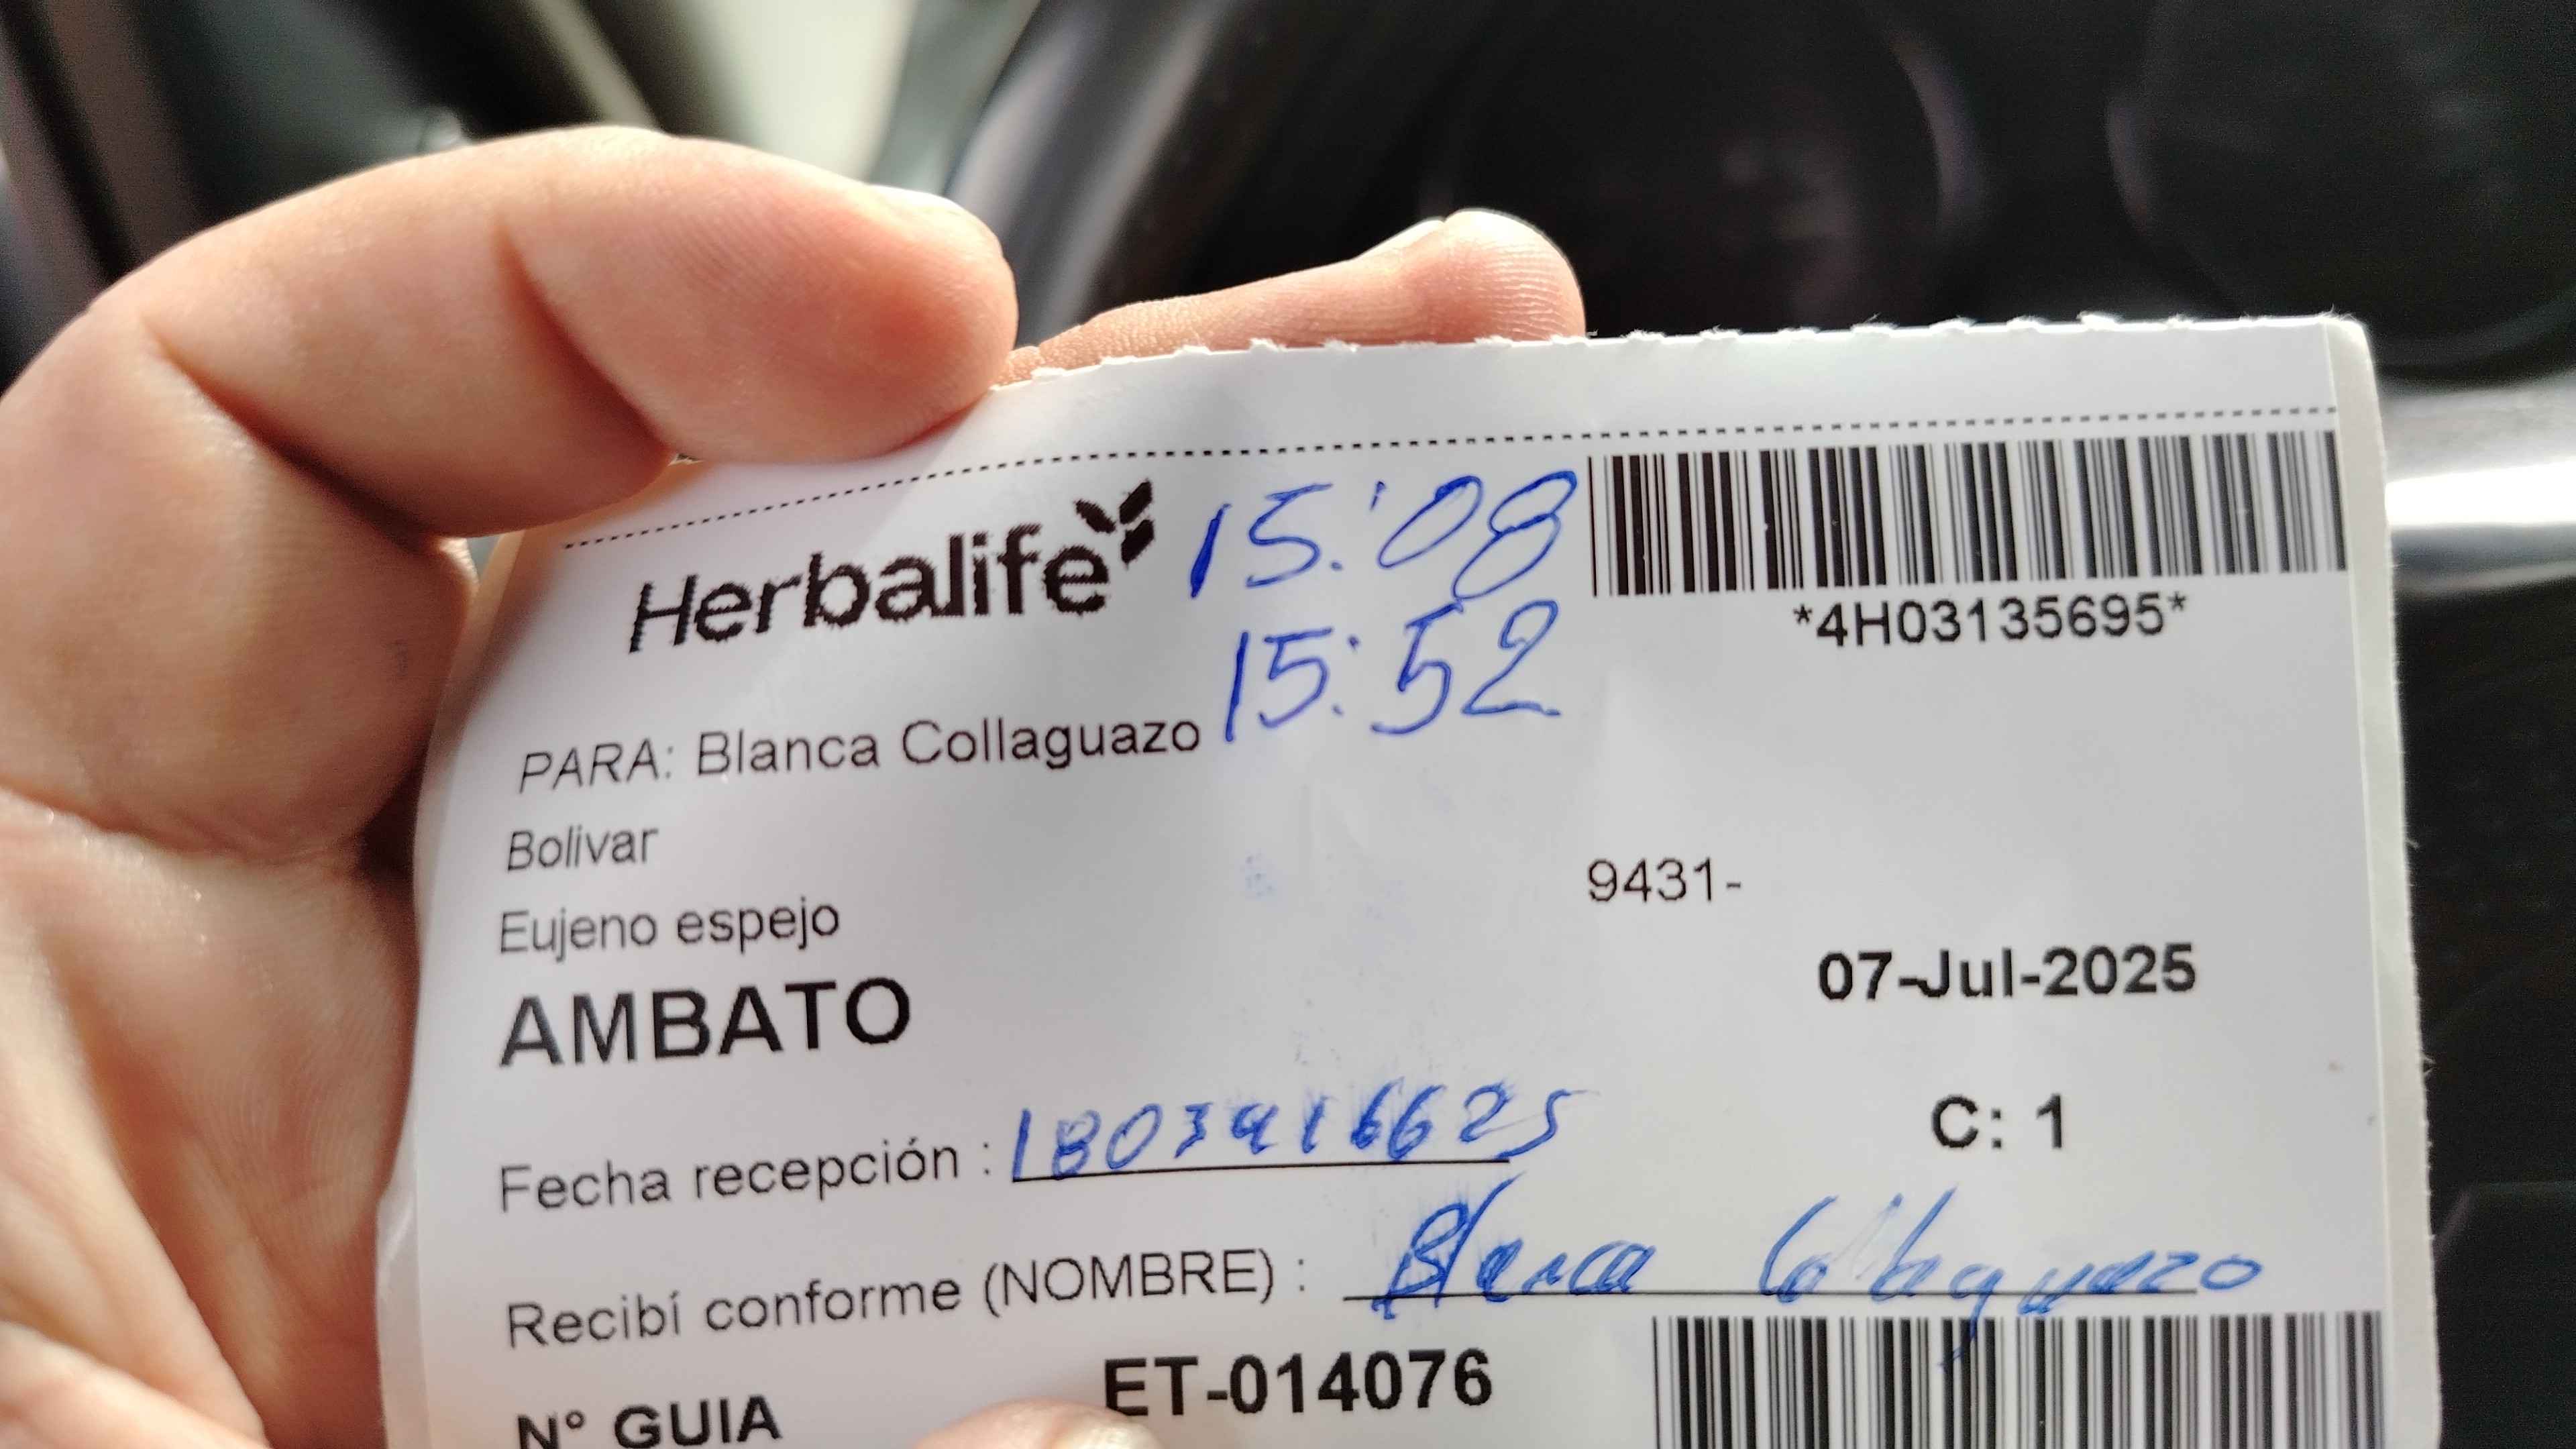 Herbalife 15:08
15:52
*4H03135695*
PARA: Blanca Collaguazo
Bolivar
9431-
Eujeno espejo
07-Jul-2025
AMBATO
C: 1
Fecha recepción : 1803416625
Recibí conforme (NOMBRE) : Blanca Collaguazo
N° GUIA ET-014076